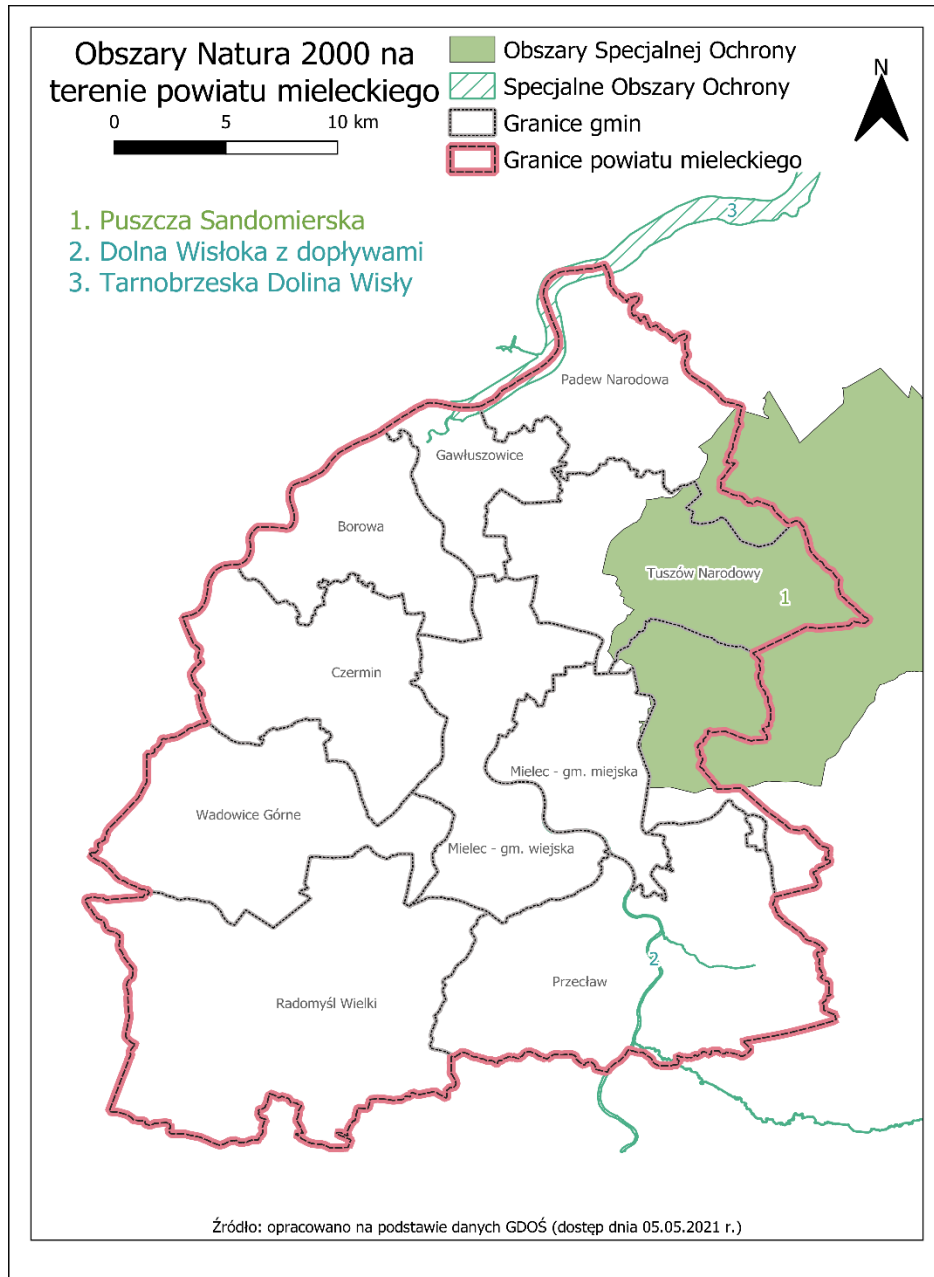 Obszary Natura 2000 na
terenie powiatu mieleckiego
0 5 10 km
Obszary Specjalnej Ochrony
Specjalne Obszary Ochrony
Granice gmin
Granice powiatu mieleckiego
N
1. Puszcza Sandomierska
2. Dolna Wisłoka z dopływami
3. Tarnobrzeska Dolina Wisły
3
Padew Narodowa
Gawłuszowice
Borowa
Tuszów Narodowy
1
Czermin
Mielec - gm. miejska
Wadowice Górne
Mielec - gm. wiejska
2
Przecław
Radomyśl Wielki
Źródło: opracowano na podstawie danych GDOŚ (dostęp dnia 05.05.2021 r.)